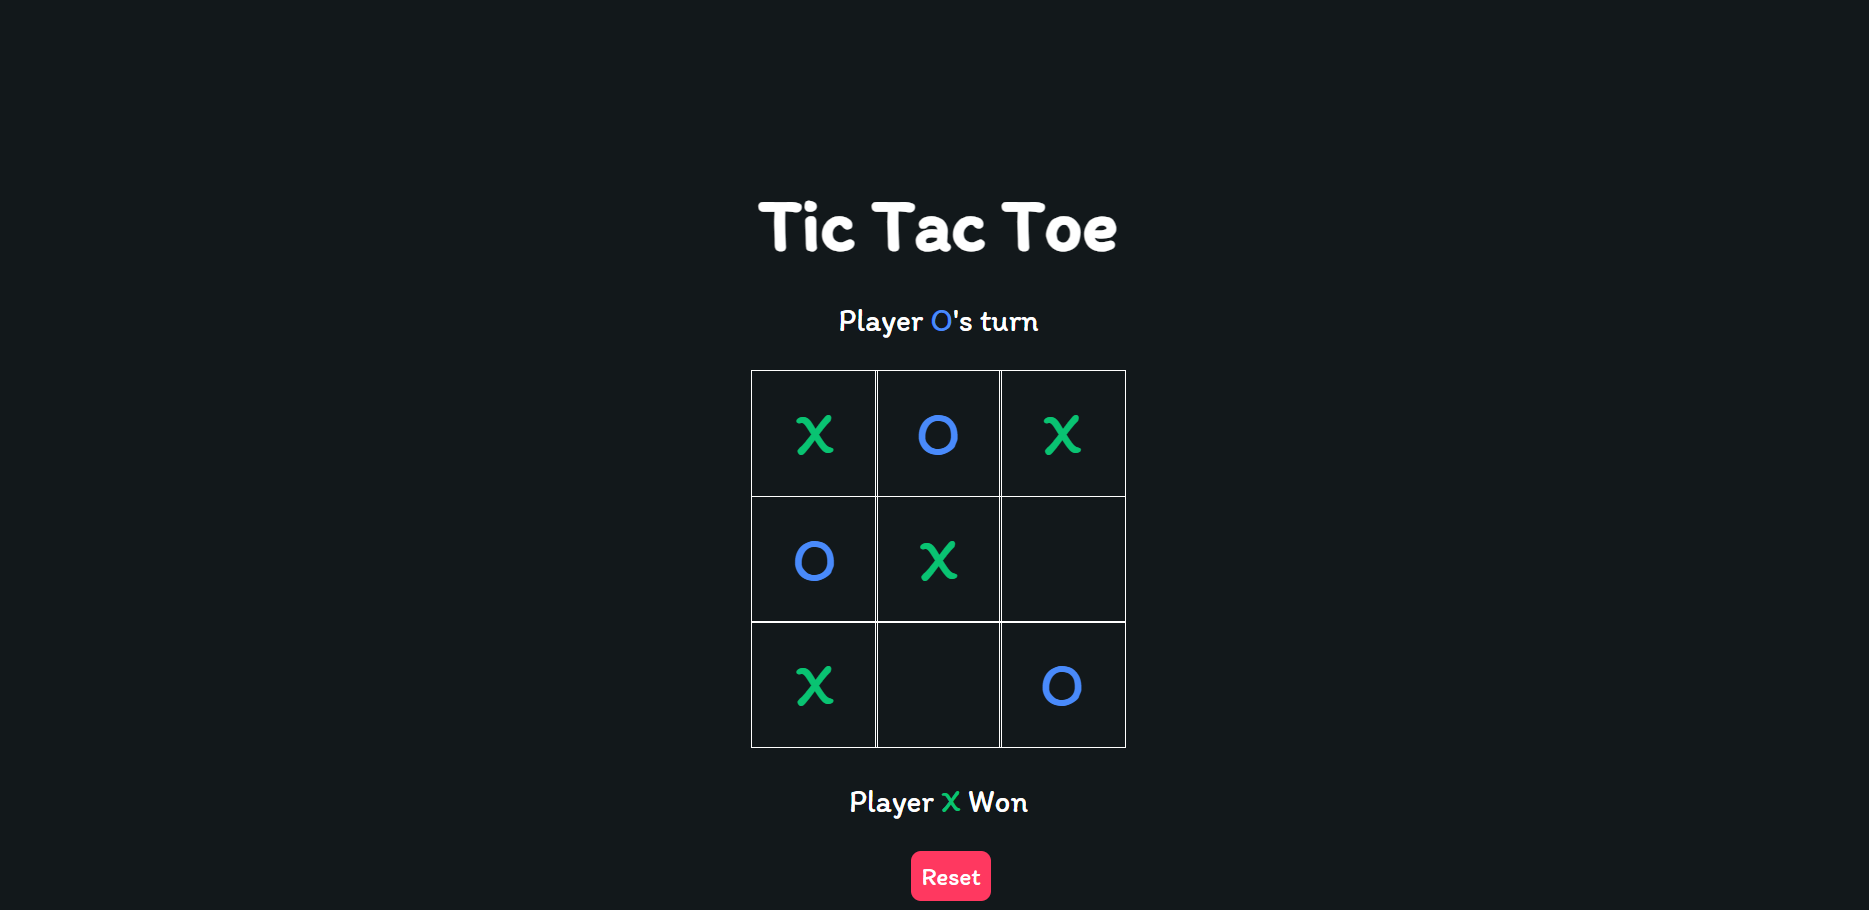 Tic Tac Toe
Player O's turn
X O X
O X
X O
Player X Won
Reset